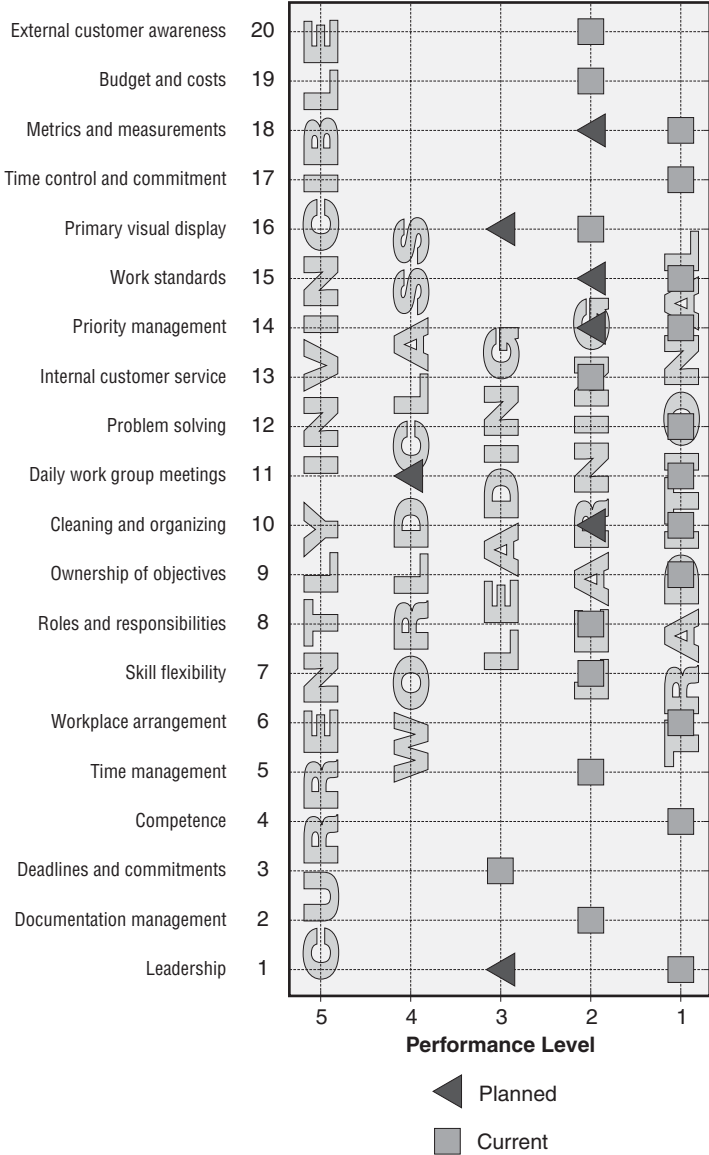 External customer awareness 20
Budget and costs 19
Metrics and measurements 18
Time control and commitment 17
Primary visual display 16
Work standards 15
Priority management 14
Internal customer service 13
Problem solving 12
Daily work group meetings 11
Cleaning and organizing 10
Ownership of objectives 9
Roles and responsibilities 8
Skill flexibility 7
Workplace arrangement 6
Time management 5
Competence 4
Deadlines and commitments 3
Documentation management 2
Leadership 1
CURRENTLY INVINCIBLE
WORLD CLASS
LEADING
LEARNING
TRADITIONAL
5 4 3 2 1
Performance Level
Planned
Current